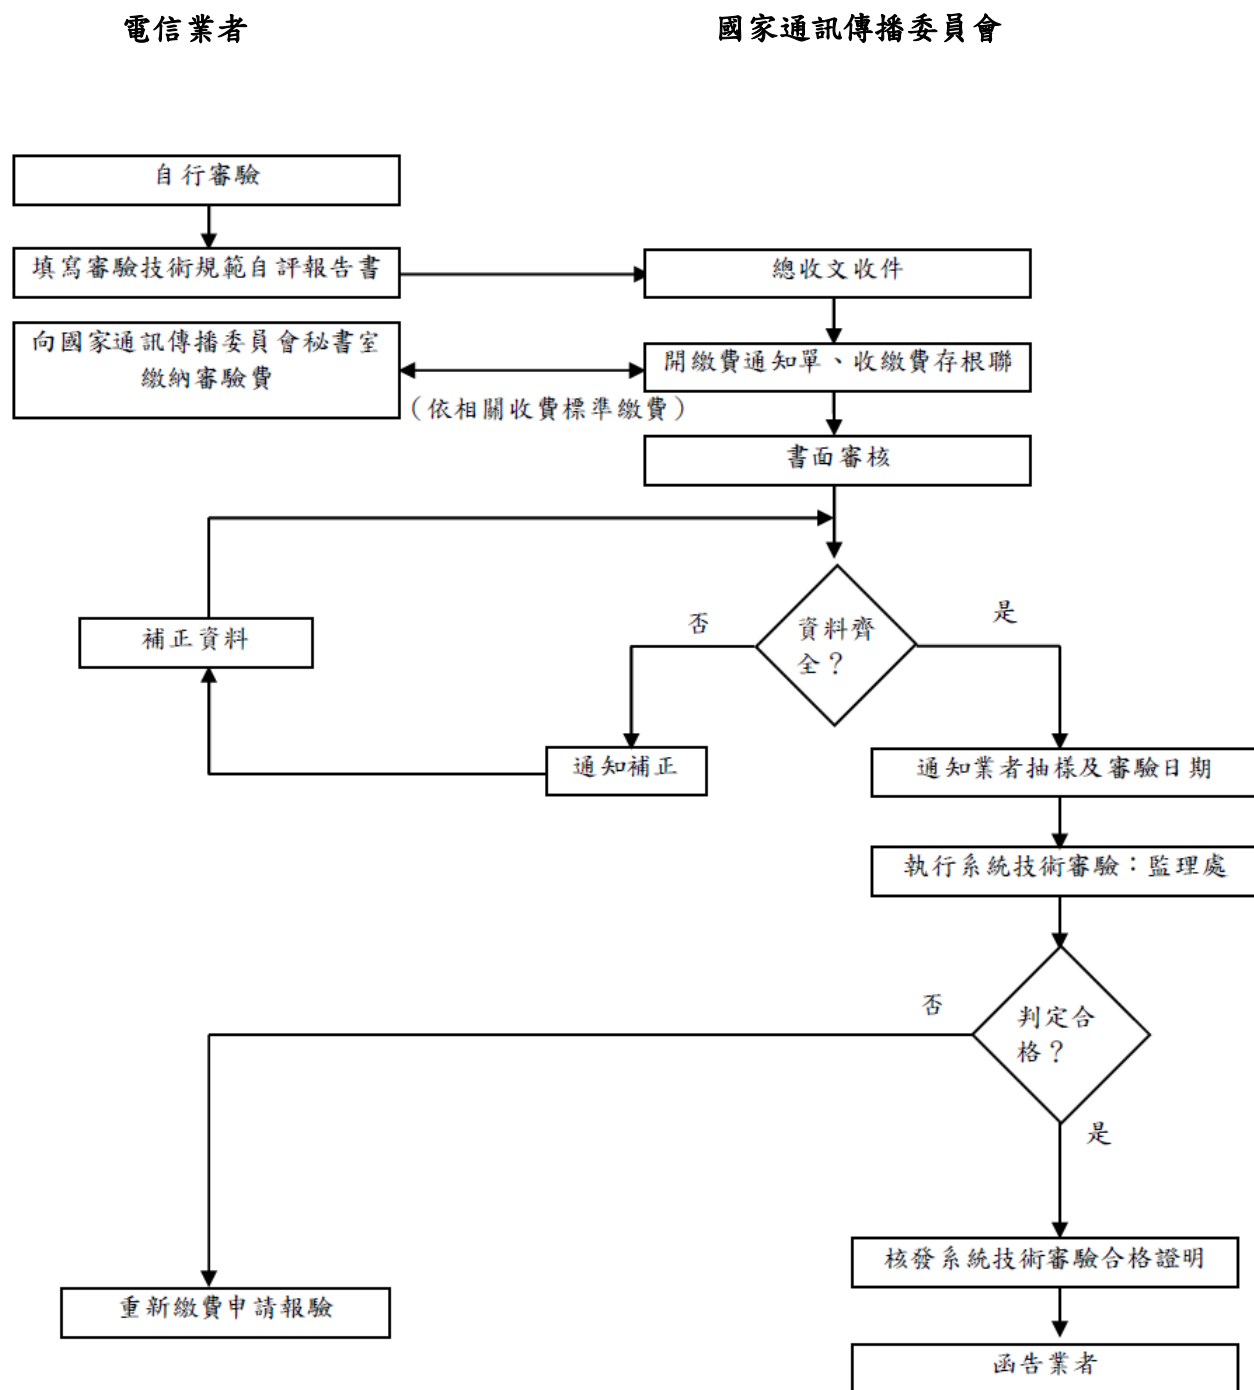 電信業者
國家通訊傳播委員會
自行審驗
填寫審驗技術規範自評報告書
總收文收件
向國家通訊傳播委員會秘書室
繳納審驗費
開繳費通知單、收繳費存根聯
（依相關收費標準繳費）
書面審核
補正資料
否
資料齊
全？
是
通知補正
通知業者抽樣及審驗日期
執行系統技術審驗：監理處
否
判定合
格？
是
核發系統技術審驗合格證明
重新繳費申請報驗
函告業者